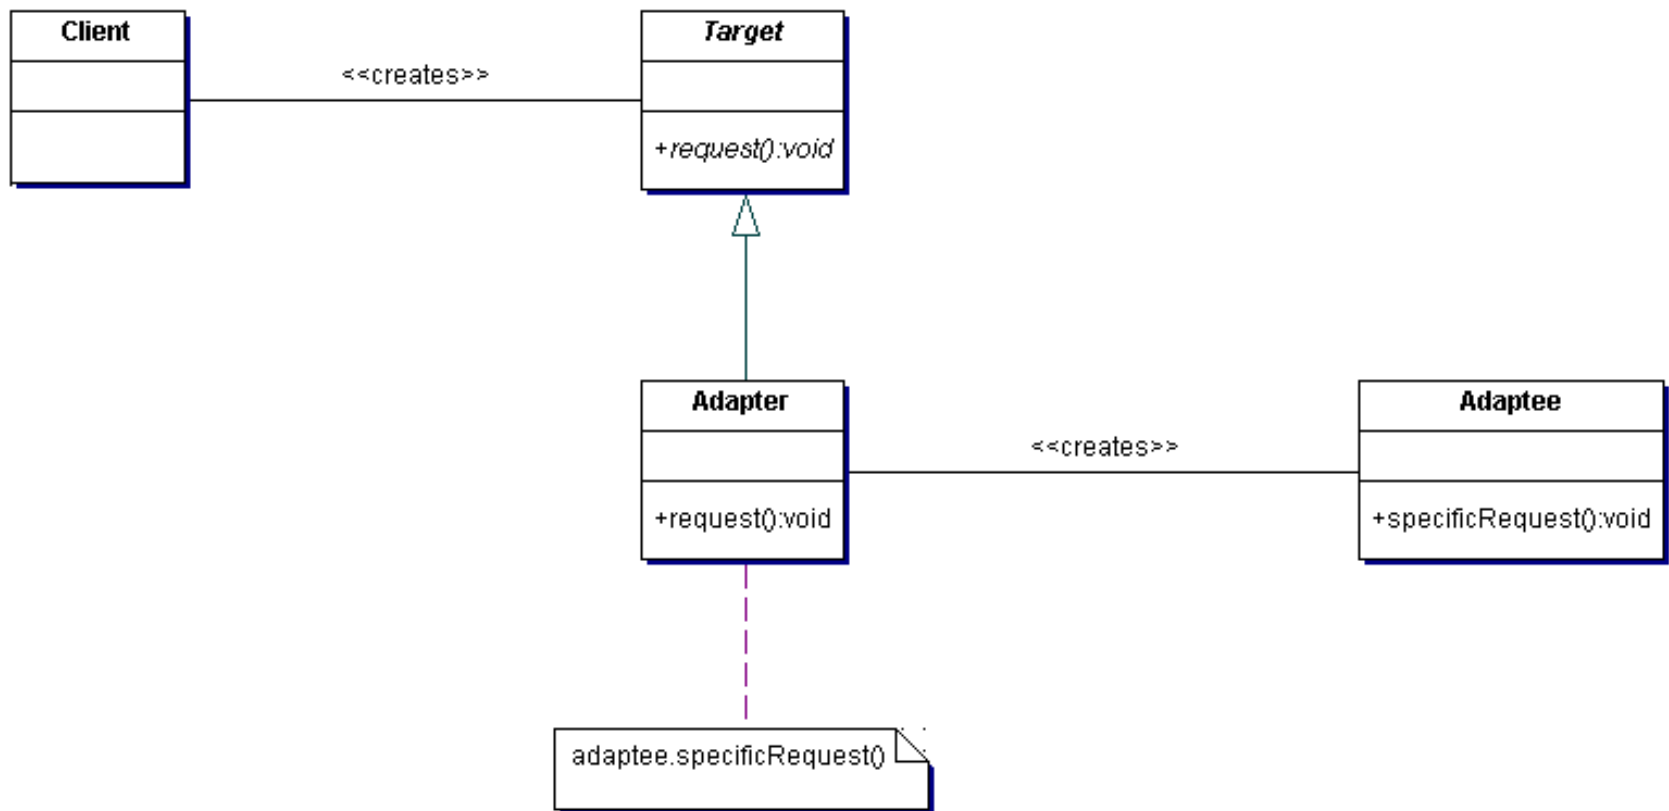 Client
<<creates>>
Target
+request():void
Adapter
+request():void
<<creates>>
Adaptee
+specificRequest():void
adaptee.specificRequest()